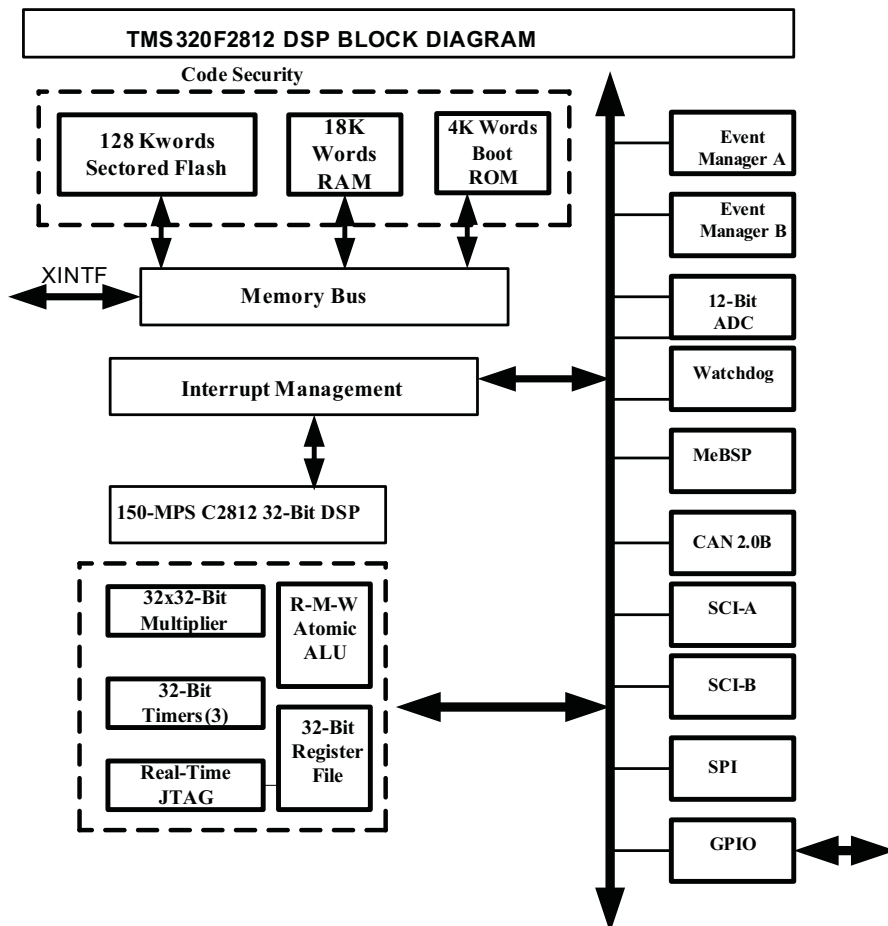 TMS320F2812 DSP BLOCK DIAGRAM
Code Security
128 Kwords
Sectored Flash
18K
Words
RAM
4K Words
Boot
ROM
XINTF
Memory Bus
Interrupt Management
150-MPS C2812 32-Bit DSP
32x32-Bit
Multiplier
R-M-W
Atomic
ALU
32-Bit
Timers(3)
32-Bit
Register
File
Real-Time
JTAG
Event
Manager A
Event
Manager B
12-Bit
ADC
Watchdog
MeBSP
CAN 2.0B
SCI-A
SCI-B
SPI
GPIO